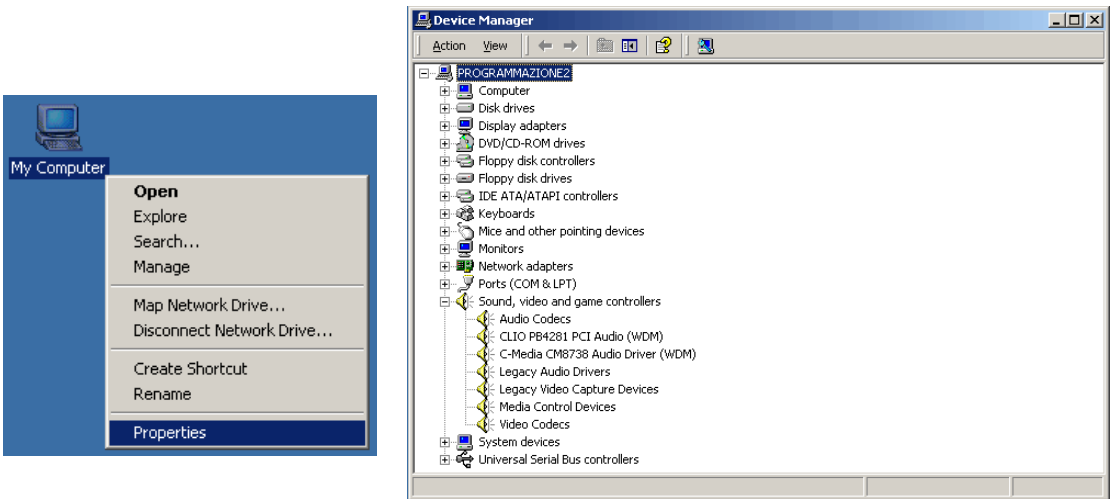 My Computer
Open
Explore
Search...
Manage
Map Network Drive...
Disconnect Network Drive...
Create Shortcut
Rename
Properties
Device Manager
Action View
PROGRAMMAZIONE2
Computer
Disk drives
Display adapters
DVD/CD-ROM drives
Floppy disk controllers
Floppy disk drives
IDE ATA/ATAPI controllers
Keyboards
Mice and other pointing devices
Monitors
Network adapters
Ports (COM & LPT)
Sound, video and game controllers
Audio Codecs
CLIO PB4281 PCI Audio (WDM)
C-Media CM8738 Audio Driver (WDM)
Legacy Audio Drivers
Legacy Video Capture Devices
Media Control Devices
Video Codecs
System devices
Universal Serial Bus controllers